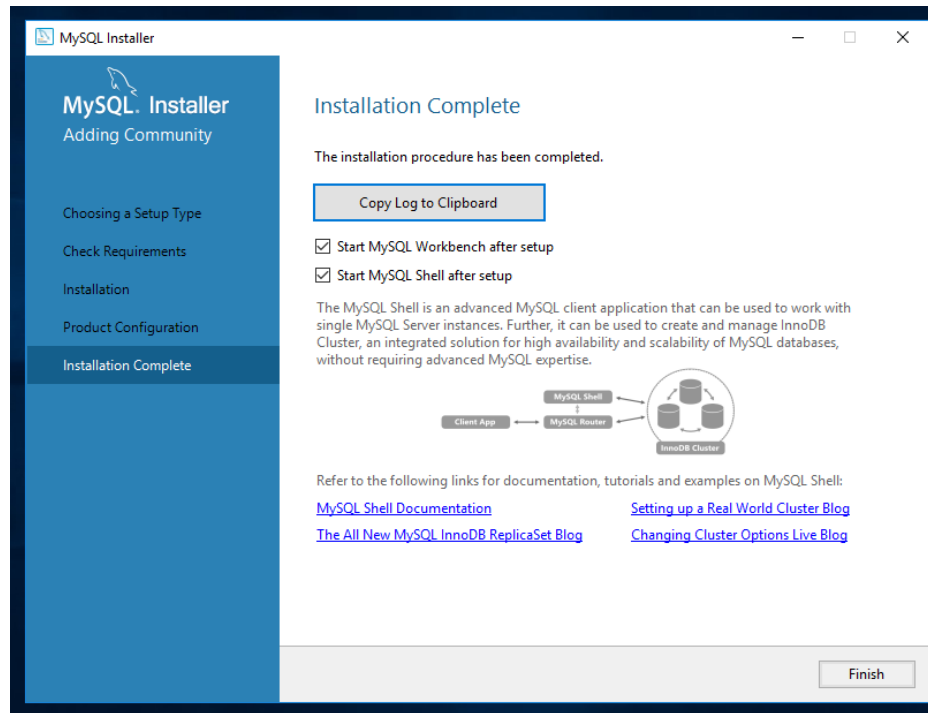 MySQL Installer
MySQL. Installer
Adding Community
Choosing a Setup Type
Check Requirements
Installation
Product Configuration
Installation Complete
Installation Complete
The installation procedure has been completed.
Copy Log to Clipboard
Start MySQL Workbench after setup
Start MySQL Shell after setup
The MySQL Shell is an advanced MySQL client application that can be used to work with
single MySQL Server instances. Further, it can be used to create and manage InnoDB
Cluster, an integrated solution for high availability and scalability of MySQL databases,
without requiring advanced MySQL expertise.
MySQL Shell
Client App
MySQL Router
InnoDB Cluster
Refer to the following links for documentation, tutorials and examples on MySQL Shell:
MySQL Shell Documentation
Setting up a Real World Cluster Blog
The All New MySQL InnoDB ReplicaSet Blog
Changing Cluster Options Live Blog
Finish